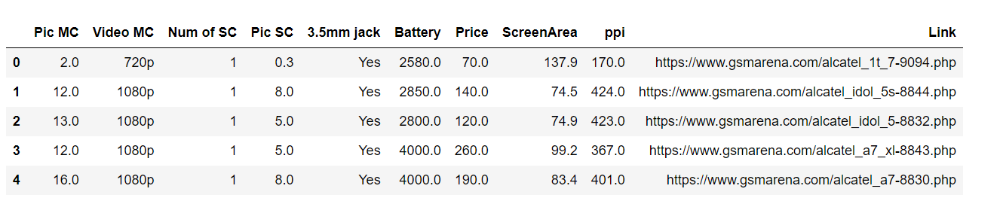 Pic MC Video MC Num of SC Pic SC 3.5mm jack Battery Price ScreenArea ppi Link
0 2.0 720p 1 0.3 Yes 2580.0 70.0 137.9 170.0 https://www.gsmarena.com/alcatel_1t_7-9094.php
1 12.0 1080p 1 8.0 Yes 2850.0 140.0 74.5 424.0 https://www.gsmarena.com/alcatel_idol_5s-8844.php
2 13.0 1080p 1 5.0 Yes 2800.0 120.0 74.9 423.0 https://www.gsmarena.com/alcatel_idol_5-8832.php
3 12.0 1080p 1 5.0 Yes 4000.0 260.0 99.2 367.0 https://www.gsmarena.com/alcatel_a7_xl-8843.php
4 16.0 1080p 1 8.0 Yes 4000.0 190.0 83.4 401.0 https://www.gsmarena.com/alcatel_a7-8830.php